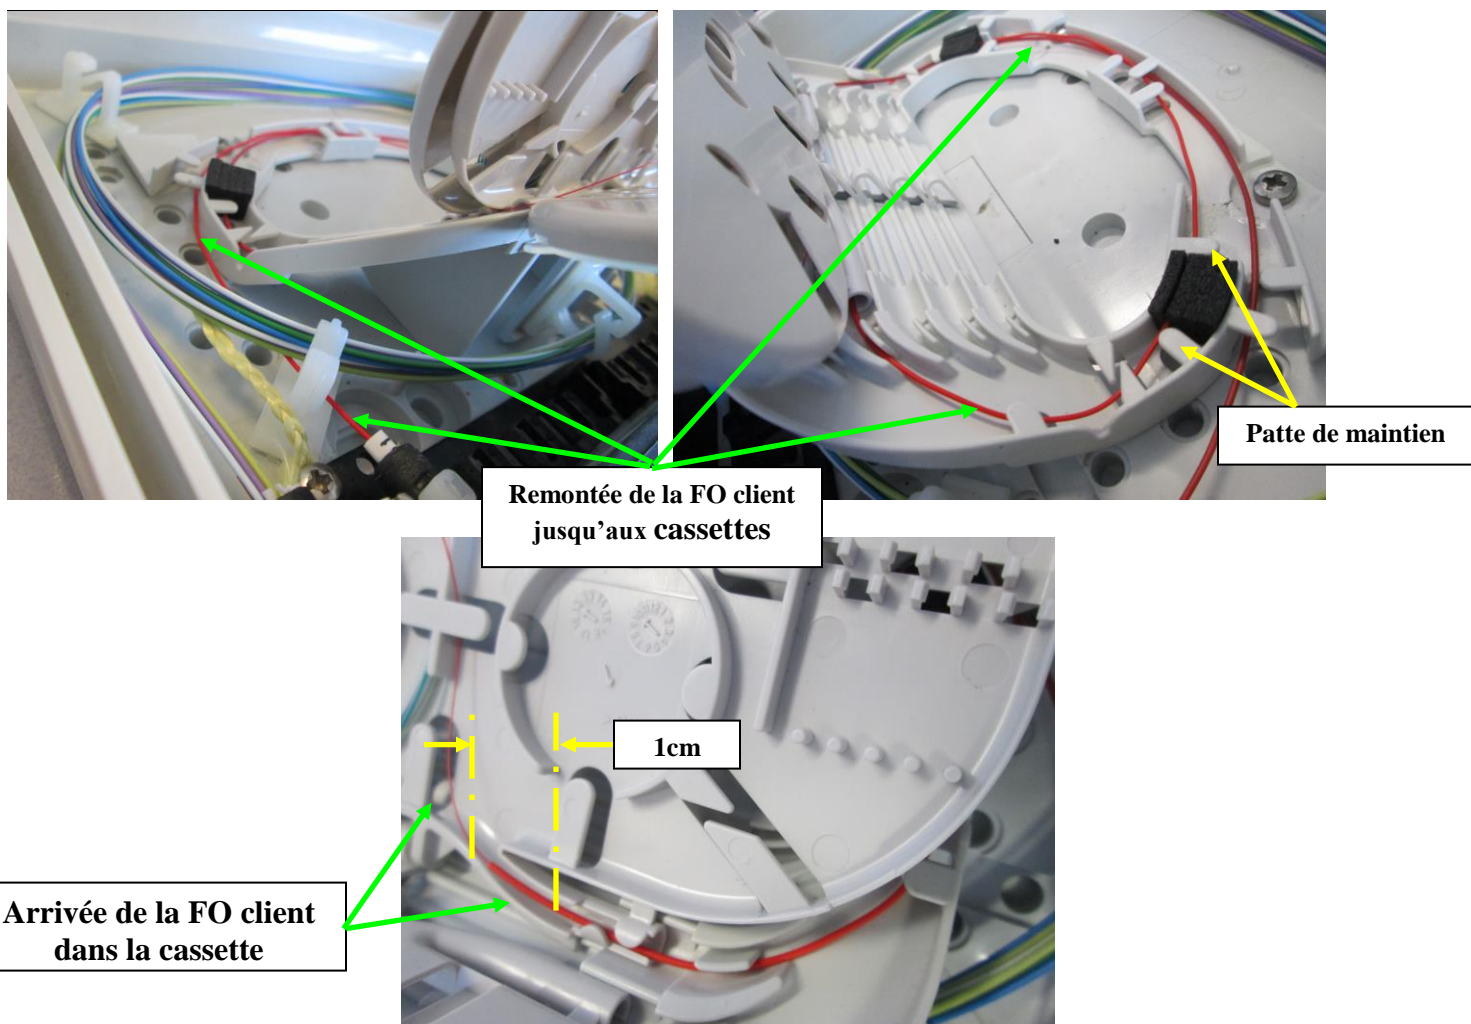 Patte de maintien
Remontée de la FO client
jusqu’aux cassettes
1cm
Arrivée de la FO client
dans la cassette